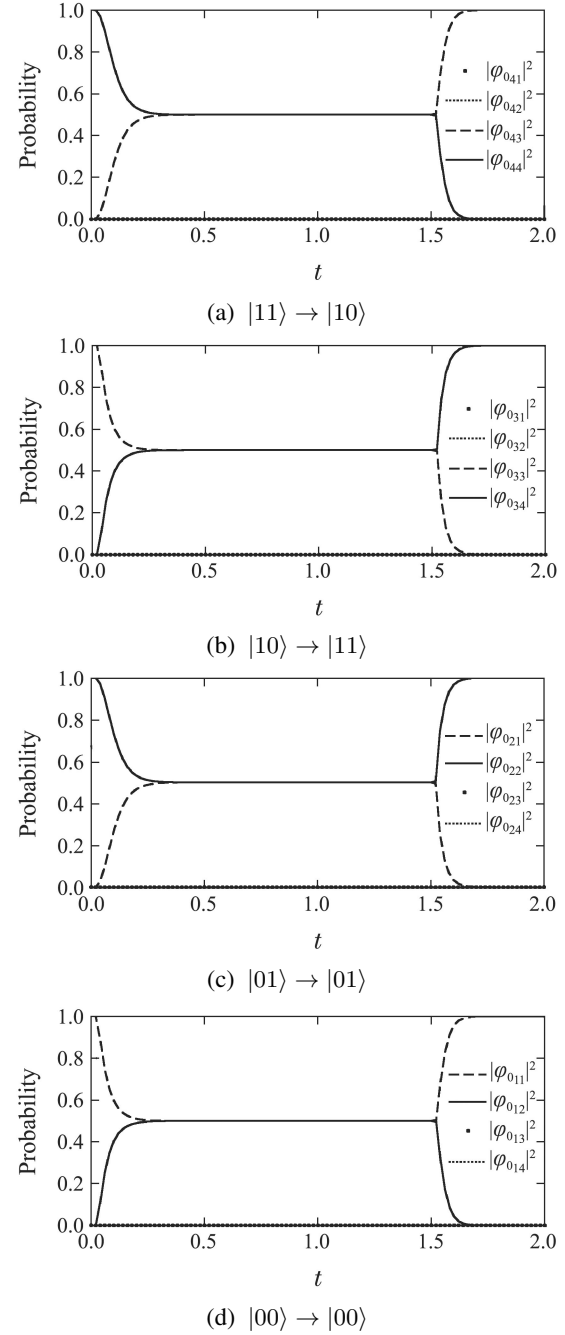 1.0
0.8
0.6
0.4
0.2
0.0
Probability
|φ₀₄₁|²
|φ₀₄₂|²
|φ₀₄₃|²
|φ₀₄₄|²
0.0 0.5 1.0 1.5 2.0
t
(a) |11⟩ → |10⟩
1.0
0.8
0.6
0.4
0.2
0.0
Probability
|φ₀₃₁|²
|φ₀₃₂|²
|φ₀₃₃|²
|φ₀₃₄|²
0.0 0.5 1.0 1.5 2.0
t
(b) |10⟩ → |11⟩
1.0
0.8
0.6
0.4
0.2
0.0
Probability
|φ₀₂₁|²
|φ₀₂₂|²
|φ₀₂₃|²
|φ₀₂₄|²
0.0 0.5 1.0 1.5 2.0
t
(c) |01⟩ → |01⟩
1.0
0.8
0.6
0.4
0.2
0.0
Probability
|φ₀₁₁|²
|φ₀₁₂|²
|φ₀₁₃|²
|φ₀₁₄|²
0.0 0.5 1.0 1.5 2.0
t
(d) |00⟩ → |00⟩